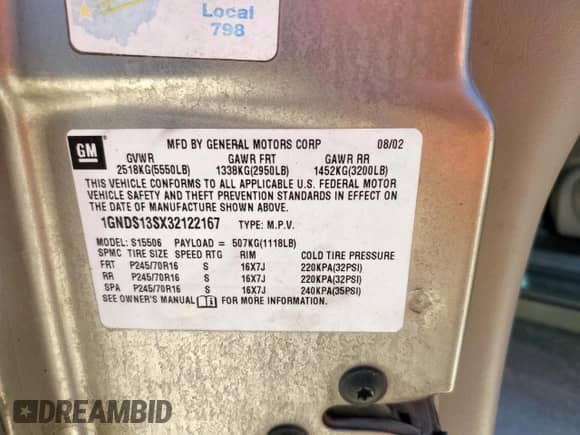 Local
798
GM
MFD BY GENERAL MOTORS CORP 08/02
GVWR GAWR FRT GAWR RR
2518KG(5550LB) 1338KG(2950LB) 1452KG(3200LB)
THIS VEHICLE CONFORMS TO ALL APPLICABLE U.S. FEDERAL MOTOR
VEHICLE SAFETY AND THEFT PREVENTION STANDARDS IN EFFECT ON
THE DATE OF MANUFACTURE SHOWN ABOVE.
1GNDS13SX32122167 TYPE: M.P.V.
MODEL: S15506 PAYLOAD = 507KG(1118LB)
SPMC TIRE SIZE SPEED RTG RIM COLD TIRE PRESSURE
FRT P245/70R16 S 16X7J 220KPA(32PSI)
RR P245/70R16 S 16X7J 220KPA(32PSI)
SPA P245/70R16 S 16X7J 240KPA(35PSI)
SEE OWNER'S MANUAL FOR MORE INFORMATION.
DREAMBID